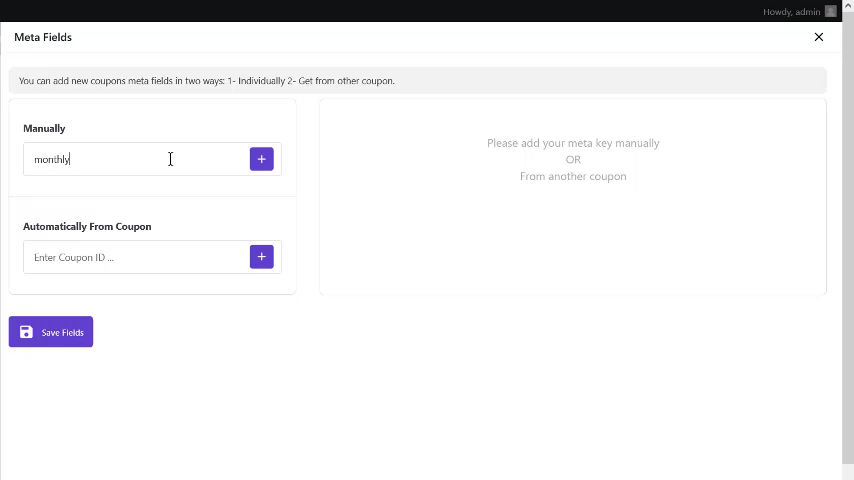 Howdy, admin
Meta Fields
You can add new coupons meta fields in two ways: 1- Individually 2- Get from other coupon.
Manually
monthly
Please add your meta key manually
OR
From another coupon
Automatically From Coupon
Enter Coupon ID ...
Save Fields